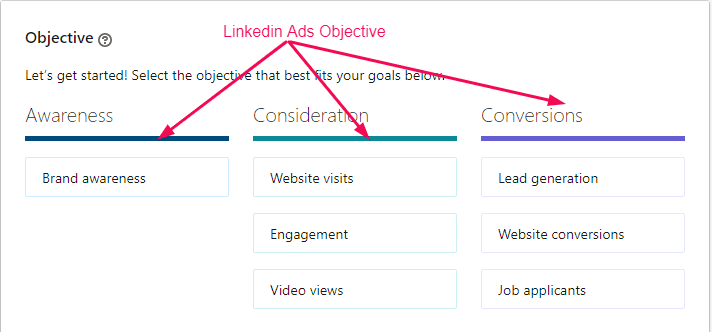 Linkedin Ads Objective
Objective ?
Let's get started! Select the objective that best fits your goals below.
Awareness
Consideration
Conversions
Brand awareness
Website visits
Lead generation
Engagement
Website conversions
Video views
Job applicants